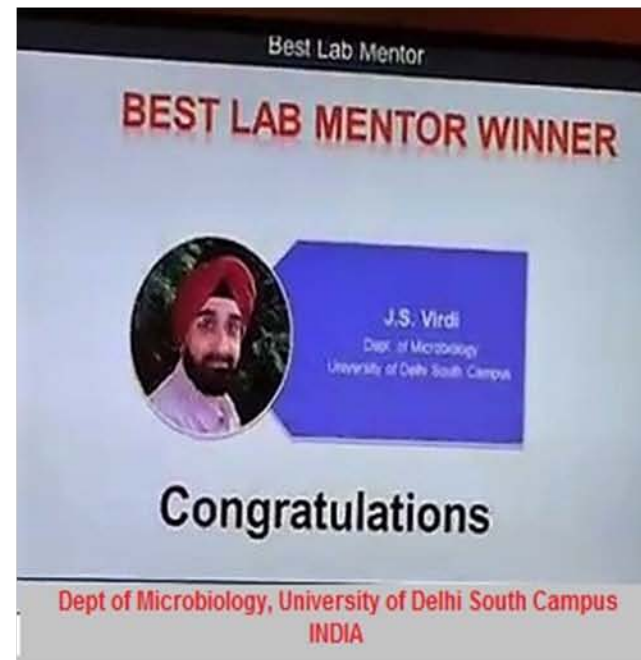 Best Lab Mentor
BEST LAB MENTOR WINNER
J.S. Virdi
Dept. of Microbiology
University of Delhi South Campus
Congratulations
Dept of Microbiology, University of Delhi South Campus
INDIA